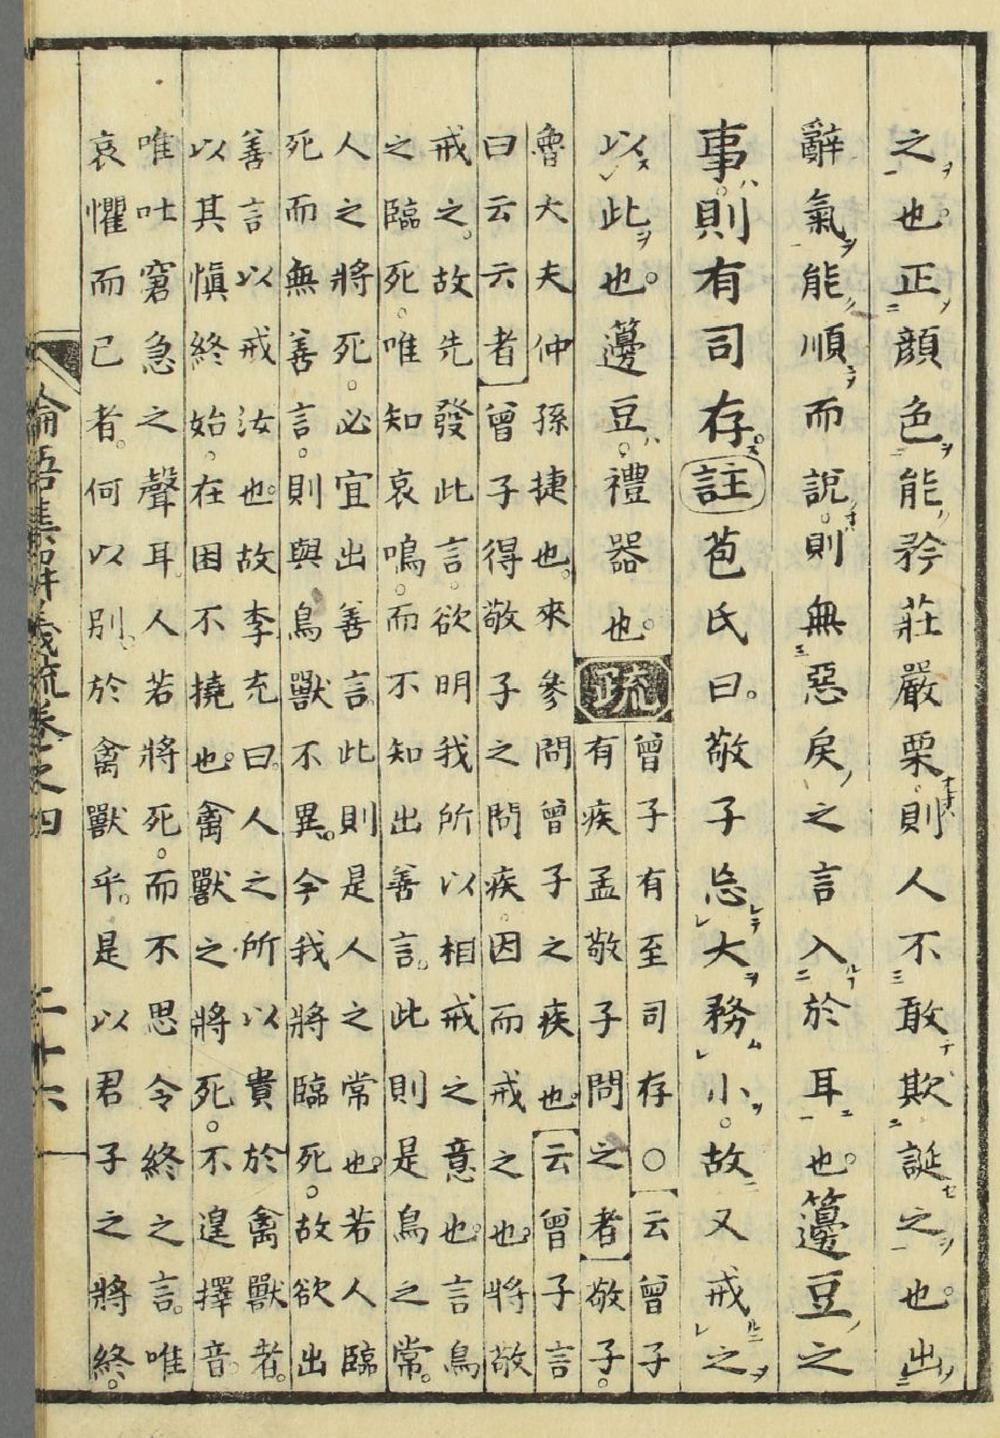 之也。正顏色能矜莊嚴栗。則人不敢欺誕之也。出
辭氣能順而說。則無惡戾之言入於耳也。籩豆之
事。則有司存。註苞氏曰。敬子忘大務小。故又戒之
以此也。籩豆。禮器也。疏
曾子有至司存○云曾子
有疾孟敬子問之者敬子。
魯大夫仲孫捷也。來參問曾子之疾也。云曾子言
曰云云者曾子得敬子之問疾。因而戒之也。將敬
戒之。故先發此言。欲明我所以相戒之意也。言鳥
之臨死。唯知哀鳴。而不知出善言。此則是鳥之常。
人之將死。必宜出善言此則是人之常也。若人臨
死而無善言。則與鳥獸不異。今我將臨死。故欲出
善言以戒汝也。故李充曰。人之所以貴於禽獸者。
以其愼終始。在困不撓也。禽獸之將死。不遑擇音。
唯吐窘急之聲耳。人若將死。而不思令終之言。唯
哀懼而已者。何以別於禽獸乎。是以君子之將終。
論語集解義疏卷之四 二十六